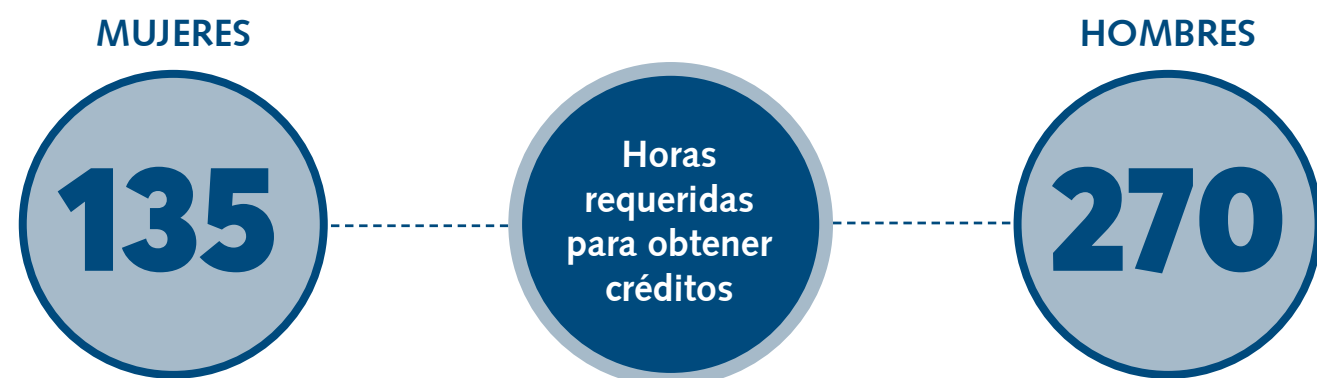 MUJERES
HOMBRES
135
Horas
requeridas
para obtener
créditos
270